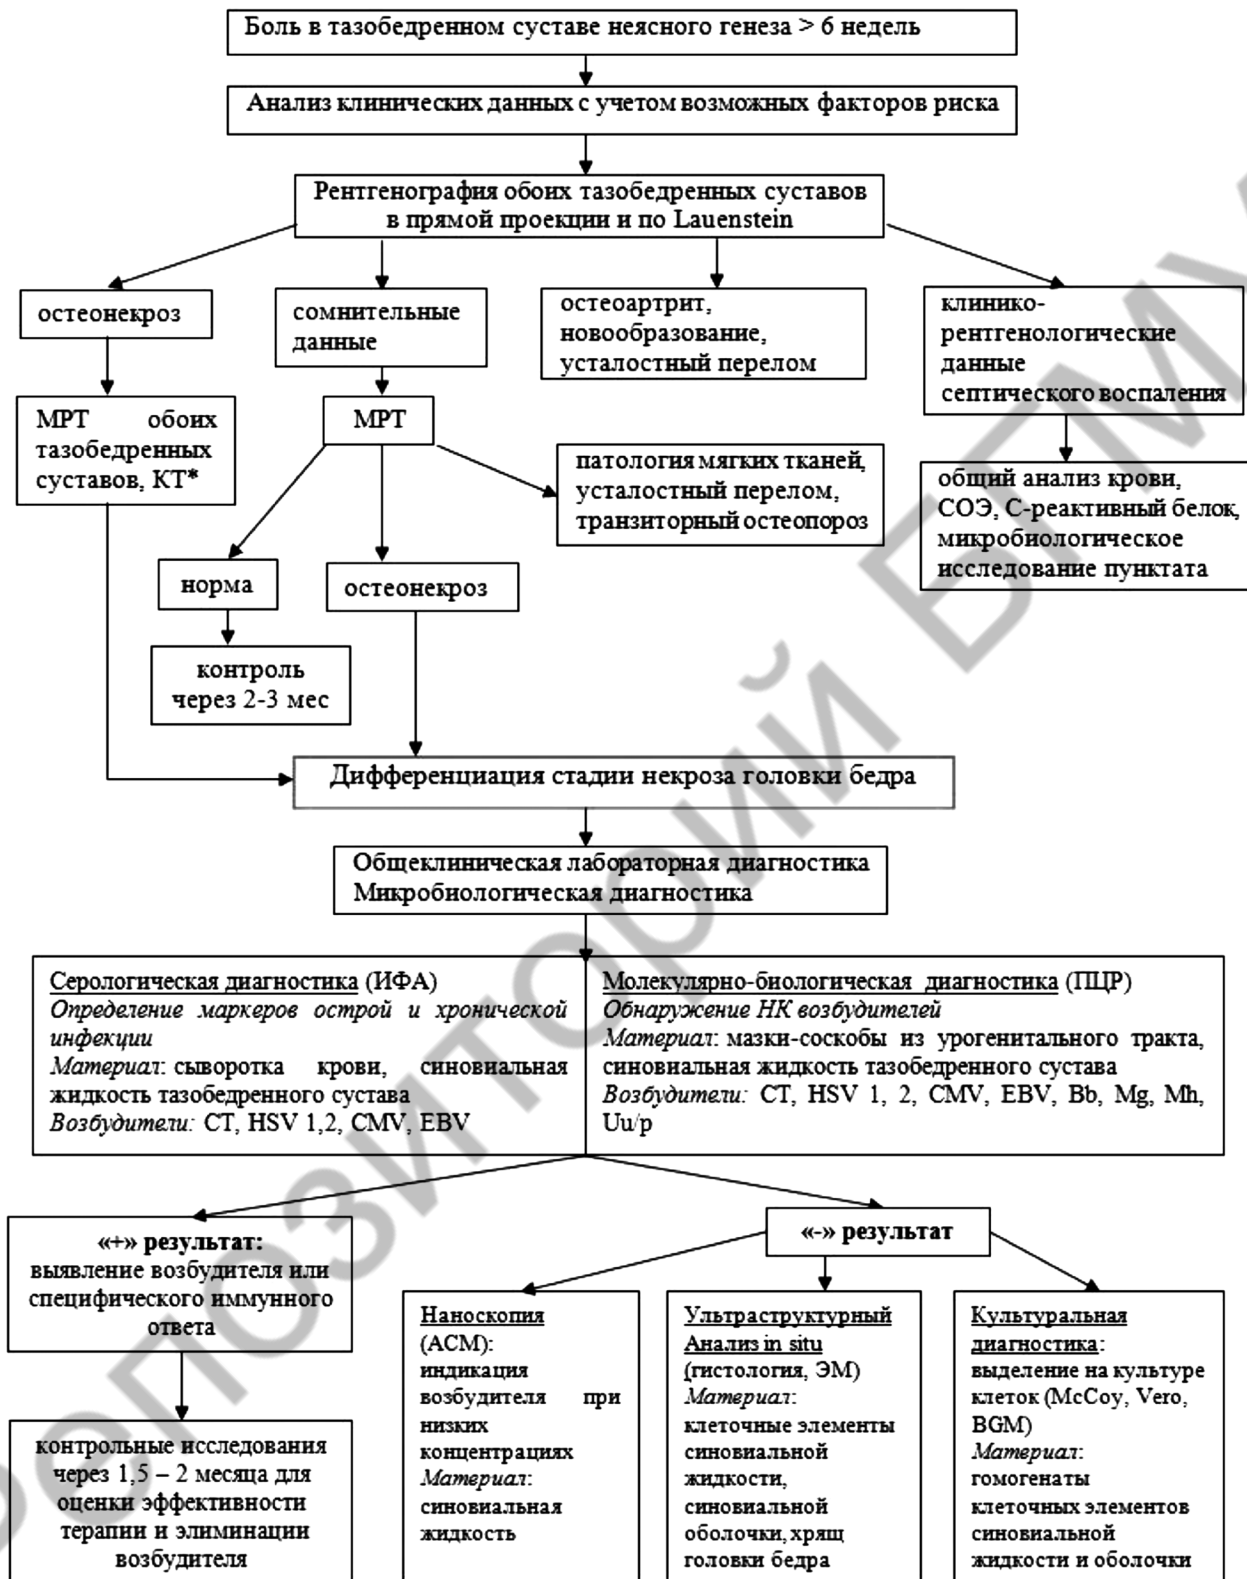 Боль в тазобедренном суставе неясного генеза > 6 недель
Анализ клинических данных с учетом возможных факторов риска
Рентгенография обоих тазобедренных суставов
в прямой проекции и по Lauenstein
остеонекроз
сомнительные
данные
остеоартрит,
новообразование,
усталостный перелом
клинико-
рентгенологические
данные
септического воспаления
МРТ обоих
тазобедренных
суставов, КТ*
МРТ
патология мягких тканей,
усталостный перелом,
транзиторный остеопороз
общий анализ крови,
СОЭ, С-реактивный белок,
микробиологическое
исследование пунктата
норма
остеонекроз
контроль
через 2-3 мес
Дифференциация стадии некроза головки бедра
Общеклиническая лабораторная диагностика
Микробиологическая диагностика
Серологическая диагностика (ИФА)
Определение маркеров острой и хронической
инфекции
Материал: сыворотка крови, синовиальная
жидкость тазобедренного сустава
Возбудители: CT, HSV 1,2, CMV, EBV
Молекулярно-биологическая диагностика (ПЦР)
Обнаружение НК возбудителей
Материал: мазки-соскобы из урогенитального тракта,
синовиальная жидкость тазобедренного сустава
Возбудители: CT, HSV 1, 2, CMV, EBV, Bb, Mg, Mh,
Uu/p
«+» результат:
выявление возбудителя или
специфического иммунного
ответа
«-» результат
контрольные исследования
через 1,5 – 2 месяца для
оценки эффективности
терапии и элиминации
возбудителя
Наноскопия
(АСМ):
индикация
возбудителя при
низких
концентрациях
Материал:
синовиальная
жидкость
Ультраструктурный
Анализ in situ
(гистология, ЭМ)
Материал:
клеточные элементы
синовиальной
жидкости,
синовиальной
оболочки, хрящ
головки бедра
Культуральная
диагностика:
выделение на культуре
клеток (McCoy, Vero,
BGM)
Материал:
гомогенаты
клеточных элементов
синовиальной
жидкости и оболочки
Репозиторий БГМУ